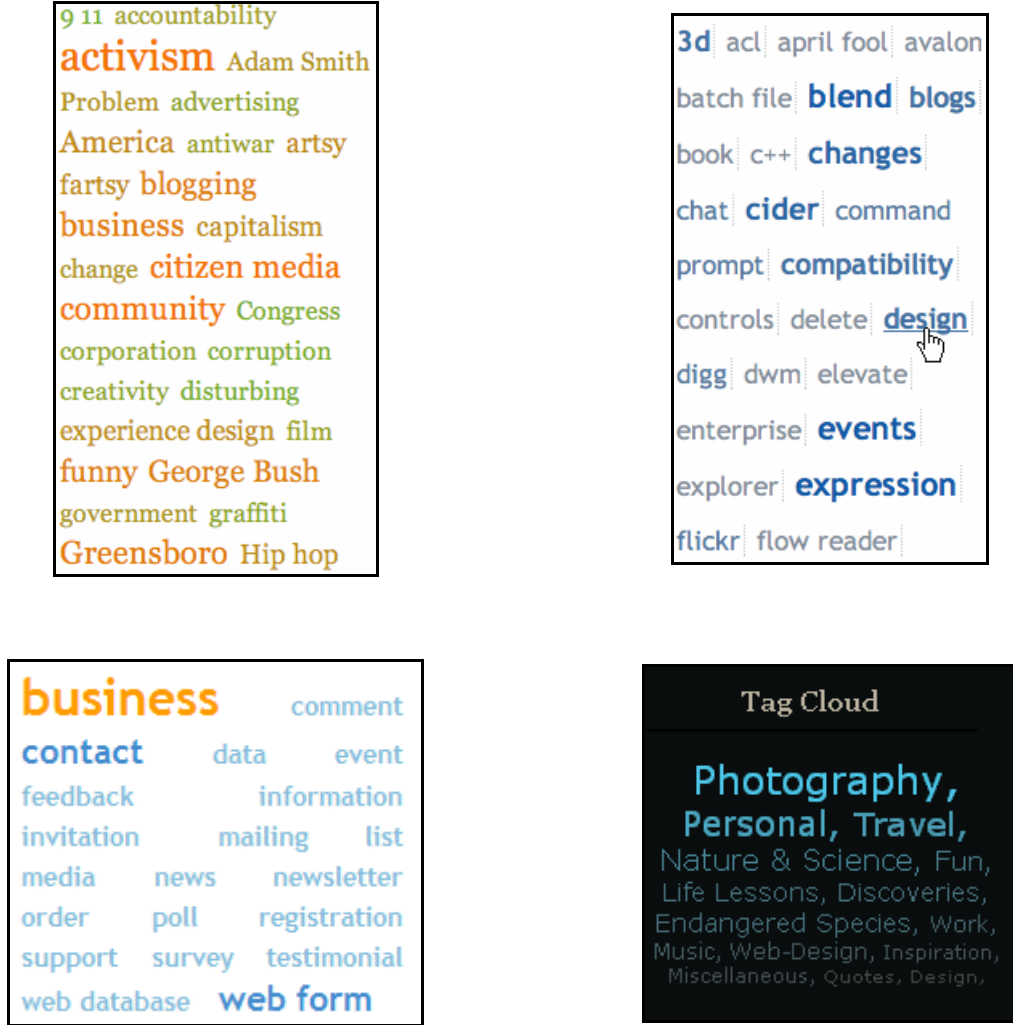 9 11 accountability
activism Adam Smith
Problem advertising
America antiwar artsy
fartsy blogging
business capitalism
change citizen media
community Congress
corporation corruption
creativity disturbing
experience design film
funny George Bush
government graffiti
Greensboro Hip hop
3d acl april fool avalon
batch file blend blogs
book c++ changes
chat cider command
prompt compatibility
controls delete design
digg dwm elevate
enterprise events
explorer expression
flickr flow reader
business comment
contact data event
feedback information
invitation mailing list
media news newsletter
order poll registration
support survey testimonial
web database web form
Tag Cloud
Photography,
Personal, Travel,
Nature & Science, Fun,
Life Lessons, Discoveries,
Endangered Species, Work,
Music, Web-Design, Inspiration,
Miscellaneous, Quotes, Design,